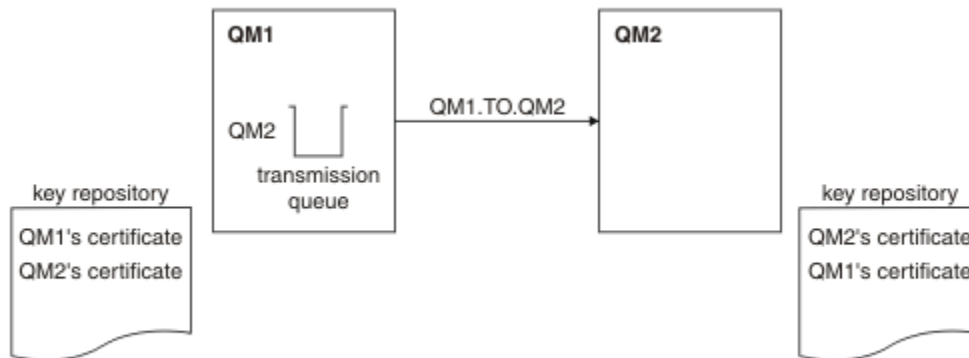 QM1
QM2
QM1.TO.QM2
QM2
transmission
queue
key repository
QM1's certificate
QM2's certificate
key repository
QM2's certificate
QM1's certificate